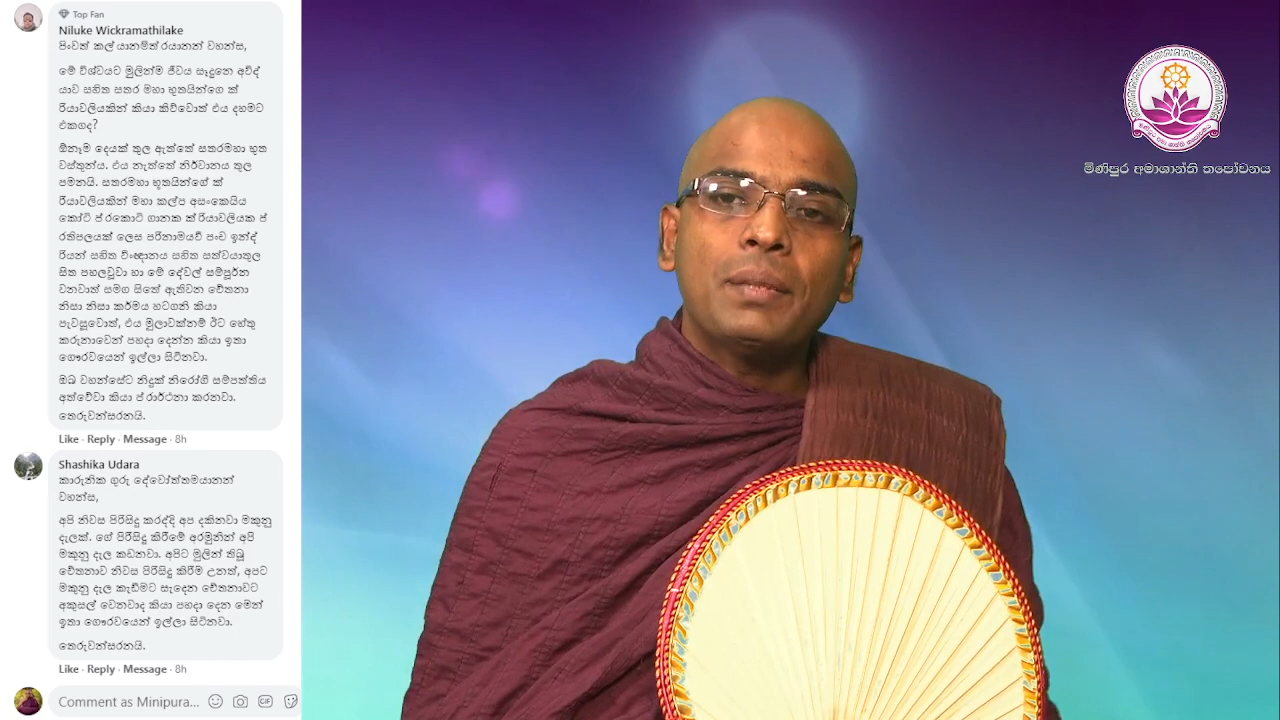 Top Fan
Niluke Wickramathilake
පිංවත් කල් යානමිත් රයානන් වහන්ස,
මේ විශ්වයට මුලින්ම ජීවය සෑදුනෙ අවිද්
යාව සහිත සතර මහා භුතයින්ගෙ ක්
රියාවලියකින් කියා කිව්වොත් එය දහමට
එකගද?
ඕනෑම දෙයක් තුල ඇත්තේ සතරමහා භුත
වස්තුන්ය. එය නැත්තේ නිර්වානය තුල
පමනයි. සතරමහා භුතයින්ගේ ක්
රියාවලියකින් මහා කල්ප අසංකෙයිය
කෝටි ප් රකොටි ගානක ක් රියාවලියක ප්
රතිපලයක් ලෙස පරිනාමයවී පංච ඉන්ද්
රියන් සහිත විංඥානය සහිත සත්වයාතුල
සිත පහලවූවා හා මේ දේවල් සම්පූර්න
වනවාත් සමග සිතේ ඇතිවන චේතනා
නිසා නිසා කර්මය හටගනි කියා
පැවසූවොත්, එය මුලාවක්නම් ඊට හේතු
කරුනාවෙන් පහදා දෙන්න කියා ඉතා
ගෞරවයෙන් ඉල්ලා සිටිනවා.
ඔබ වහන්සේට නිදුක් නිරෝගි සම්පත්තිය
අත්වේවා කියා ප් රාර්ථනා කරනවා.
තෙරුවන්සරනයි.
Like · Reply · Message · 8h
Shashika Udara
කාරුනික ගුරු දේවෝත්තමයානන්
වහන්ස,
අපි නිවස පිරිසිදු කරද්දි අප දකිනවා මකුනු
දැලක්. ගේ පිරිසිදු කිරීමේ අරමුනින් අපි
මකුනු දැල කඩනවා. අපිට මුලින් තිබූ
චේතනාව නිවස පිරිසිදු කිරීම උනත්, අපට
මකුනු දැල කැඩීමට සැදෙන චේතනාවට
අකුසල් වෙනවාද කියා පහදා දෙන මෙන්
ඉතා ගෞරවයෙන් ඉල්ලා සිටිනවා.
තෙරුවන්සරනයි.
Like · Reply · Message · 8h
Comment as Minipura...
GIF
මිණිපුර අමාශාන්ති තපෝවනය